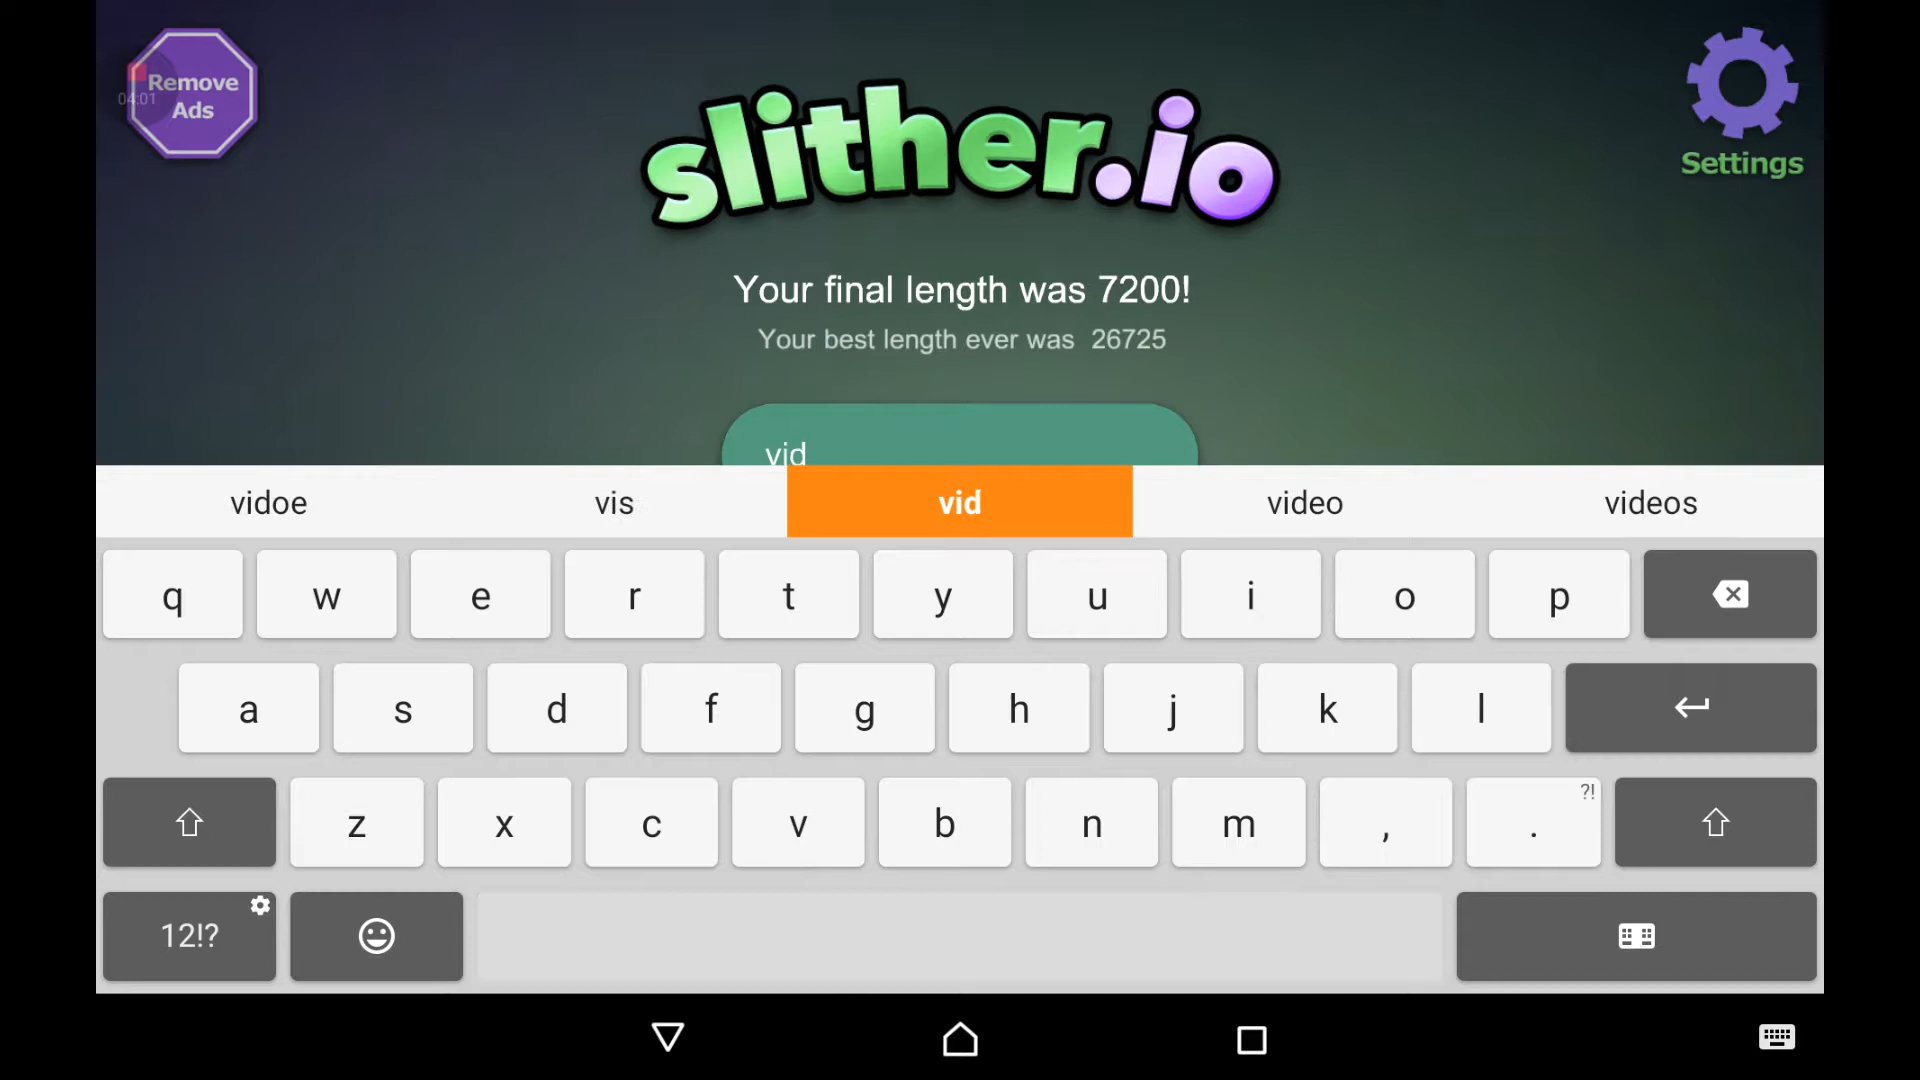 Remove
Ads
04:01
slither.io
Settings
Your final length was 7200!
Your best length ever was 26725
vid
vidoe vis vid video videos
q w e r t y u i o p
a s d f g h j k l
z x c v b n m , . ?!
12!?